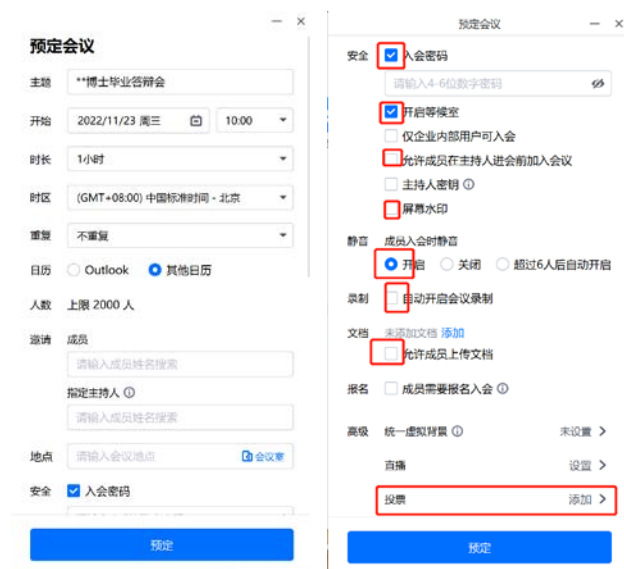 预定会议
主题 **博士毕业答辩会
开始 2022/11/23 周三 10:00
时长 1小时
时区 (GMT+08:00) 中国标准时间 - 北京
重复 不重复
日历 Outlook 其他日历
人数 上限 2000 人
邀请 成员
请输入成员姓名搜索
指定主持人
请输入成员姓名搜索
地点 请输入会议地点 会议室
安全 入会密码
预定
预定会议
安全 入会密码
请输入4-6位数字密码
开启等候室
仅企业内部用户可入会
允许成员在主持人进会前加入会议
主持人密钥
屏幕水印
静音 成员入会时静音
开启 关闭 超过6人后自动开启
录制 自动开启会议录制
文档 未添加文档 添加
允许成员上传文档
报名 成员需要报名入会
高级 统一虚拟背景 未设置
直播 设置
投票 添加
预定